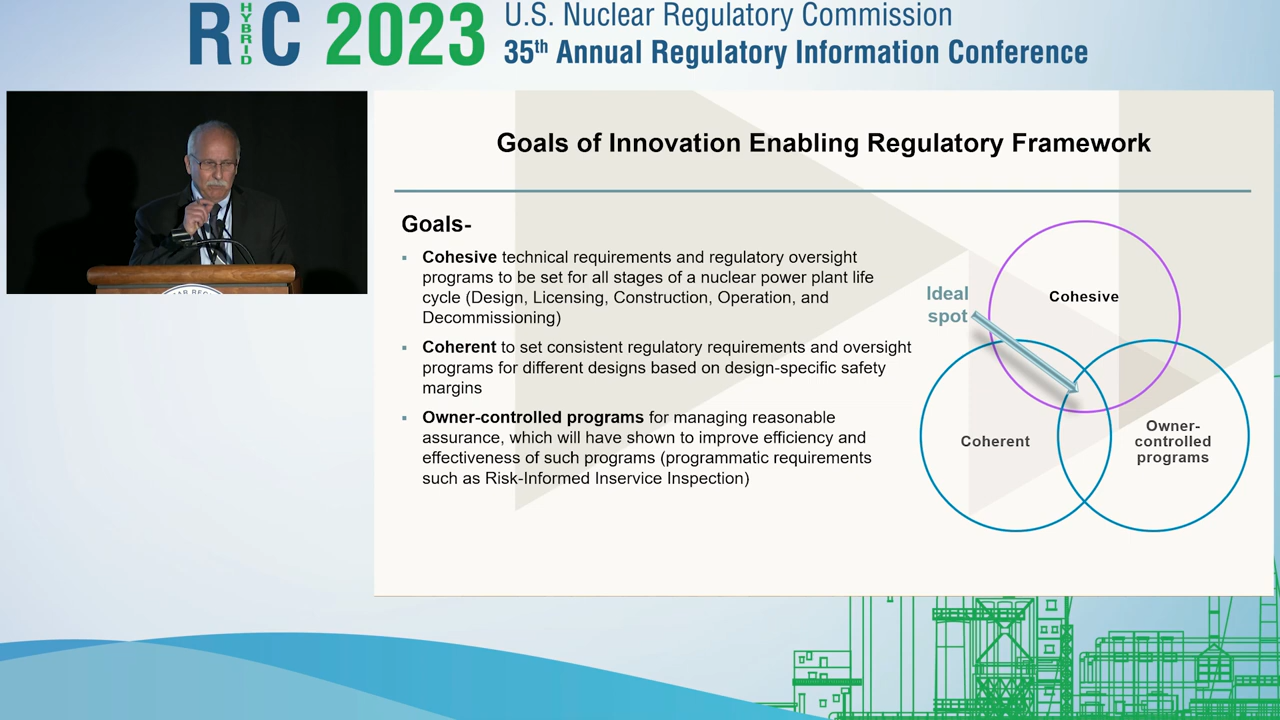 RIC HYBRID 2023
U.S. Nuclear Regulatory Commission
35th Annual Regulatory Information Conference
Goals of Innovation Enabling Regulatory Framework
Goals-
▪ Cohesive technical requirements and regulatory oversight
programs to be set for all stages of a nuclear power plant life
cycle (Design, Licensing, Construction, Operation, and
Decommissioning)
▪ Coherent to set consistent regulatory requirements and oversight
programs for different designs based on design-specific safety
margins
▪ Owner-controlled programs for managing reasonable
assurance, which will have shown to improve efficiency and
effectiveness of such programs (programmatic requirements
such as Risk-Informed Inservice Inspection)
Ideal
spot
Cohesive
Coherent
Owner-
controlled
programs